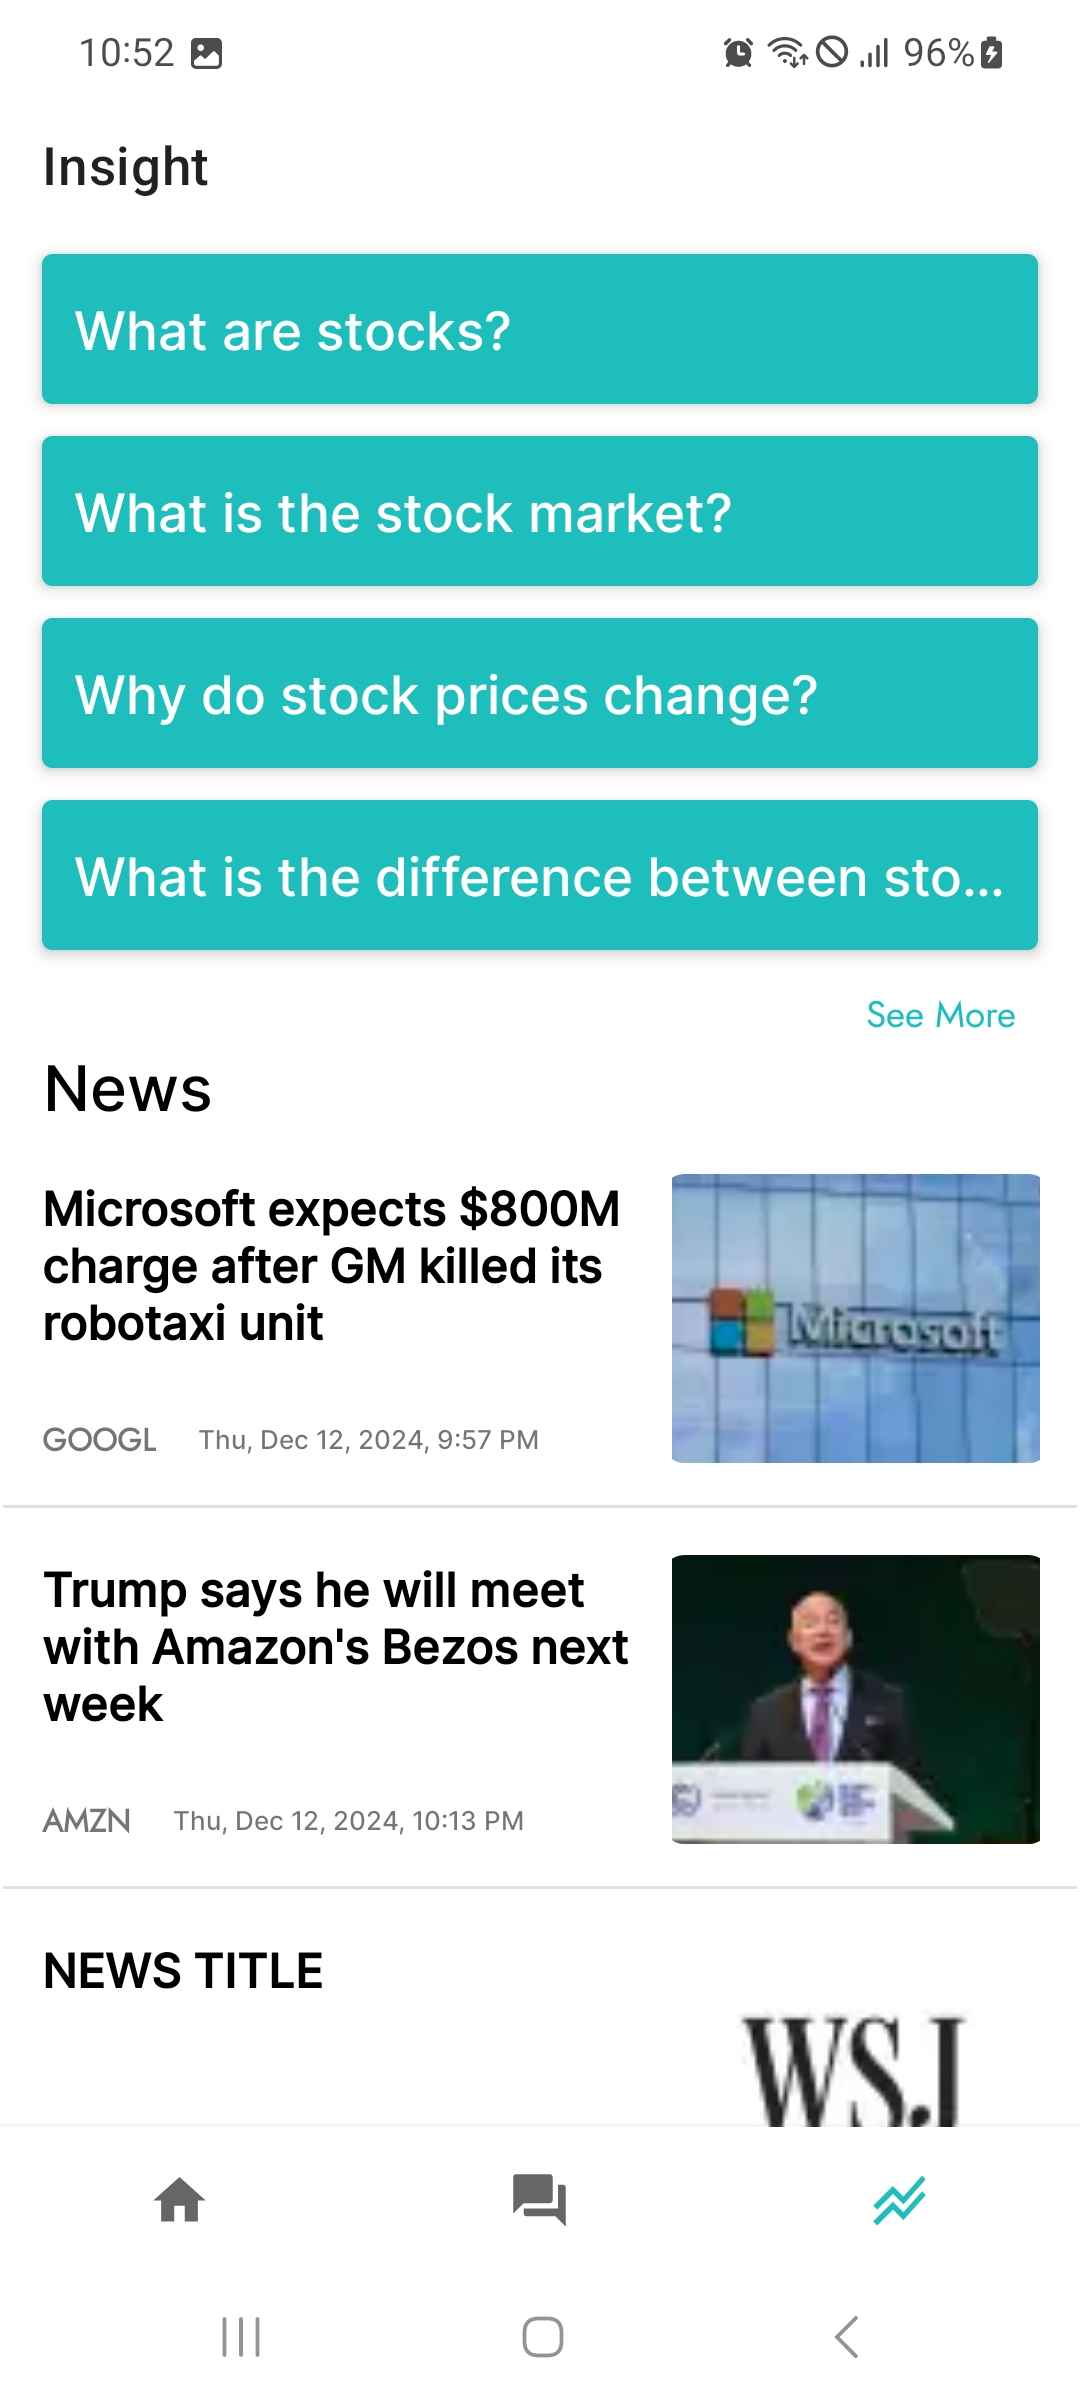 10:52
96%
Insight
What are stocks?
What is the stock market?
Why do stock prices change?
What is the difference between sto...
See More
News
Microsoft expects $800M
charge after GM killed its
robotaxi unit
Microsoft
GOOGL Thu, Dec 12, 2024, 9:57 PM
Trump says he will meet
with Amazon's Bezos next
week
AMZN Thu, Dec 12, 2024, 10:13 PM
NEWS TITLE
WSJ